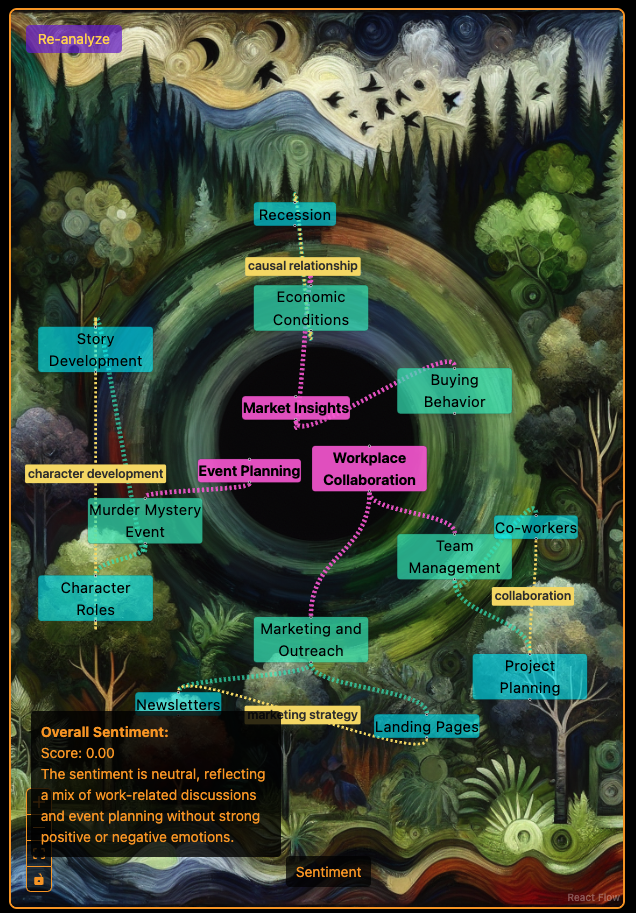 Re-analyze
Recession
causal relationship
Economic
Conditions
Story
Development
Buying
Behavior
Market Insights
Workplace
Collaboration
Event Planning
character development
Murder Mystery
Event
Co-workers
Team
Management
Character
Roles
collaboration
Marketing and
Outreach
Project
Planning
Newsletters
marketing strategy
Landing Pages
Overall Sentiment:
Score: 0.00
The sentiment is neutral, reflecting
a mix of work-related discussions
and event planning without strong
positive or negative emotions.
Sentiment
React Flow